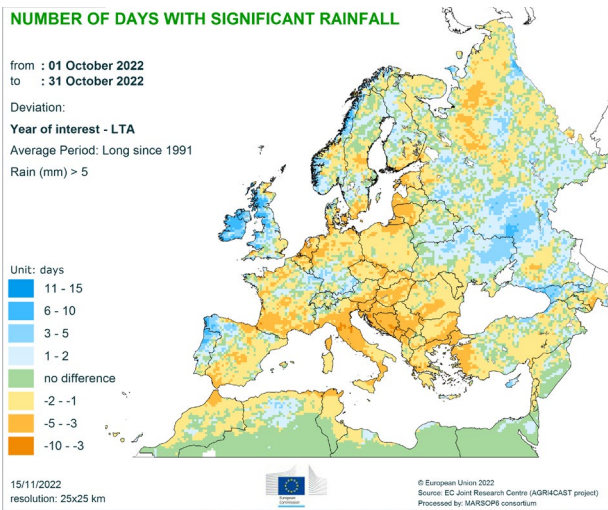 NUMBER OF DAYS WITH SIGNIFICANT RAINFALL
from : 01 October 2022
to : 31 October 2022
Deviation:
Year of interest - LTA
Average Period: Long since 1991
Rain (mm) > 5
Unit: days
11 - 15
6 - 10
3 - 5
1 - 2
no difference
-2 - -1
-5 - -3
-10 - -3
15/11/2022
resolution: 25x25 km
European
Commission
© European Union 2022
Source: EC Joint Research Centre (AGRI4CAST project)
Processed by: MARSOP6 consortium